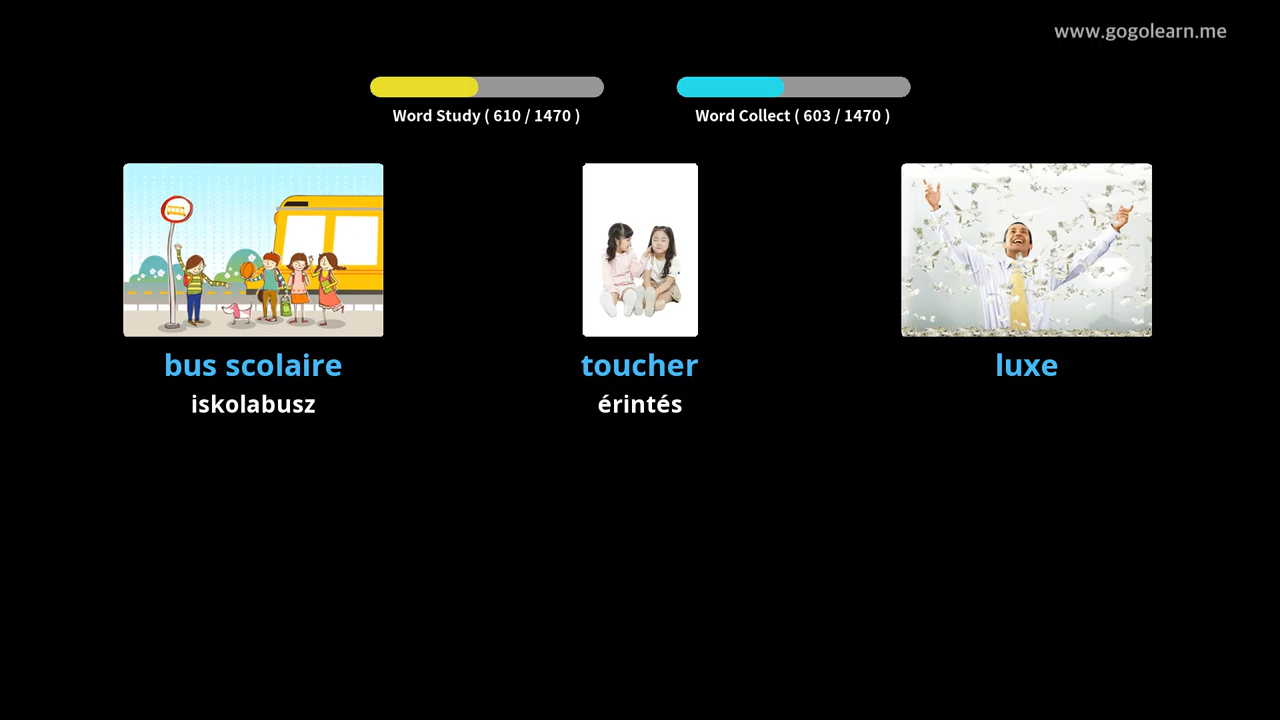 www.gogolearn.me
Word Study ( 610 / 1470 )
Word Collect ( 603 / 1470 )
bus scolaire
iskolabusz
toucher
érintés
luxe